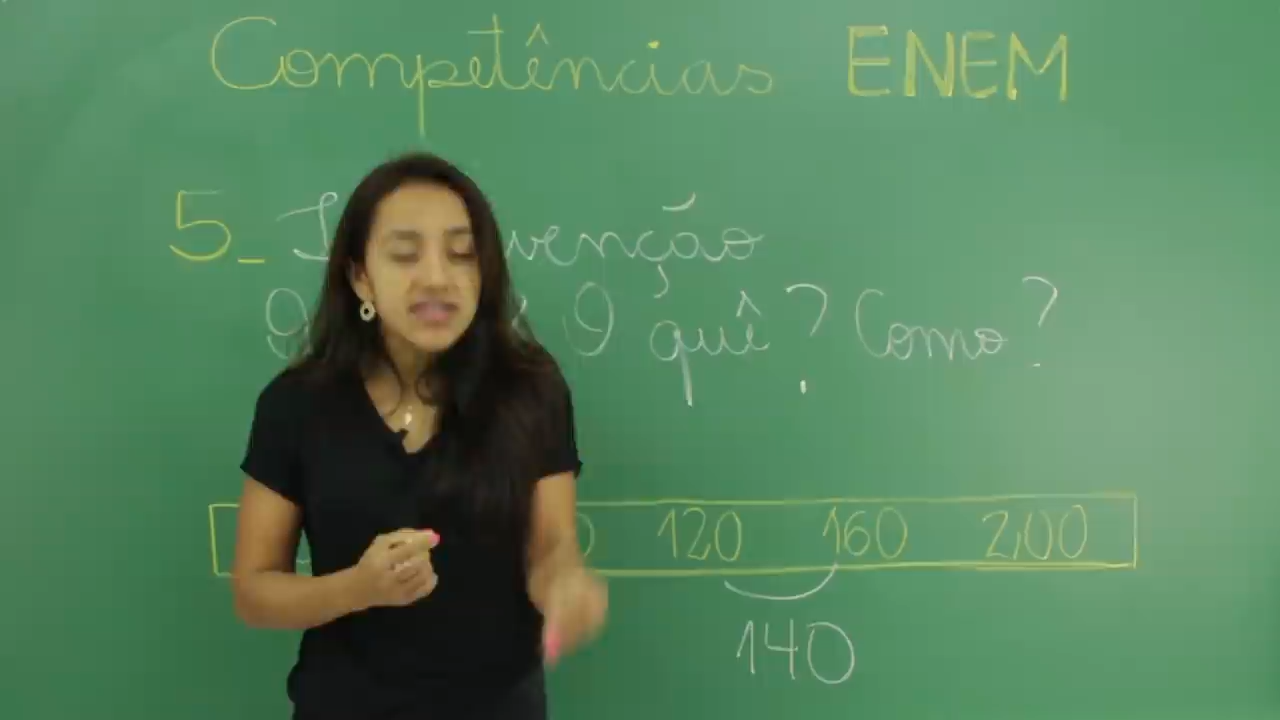 Competências ENEM
5_ I venção
O quê? Como?
120 160 200
140